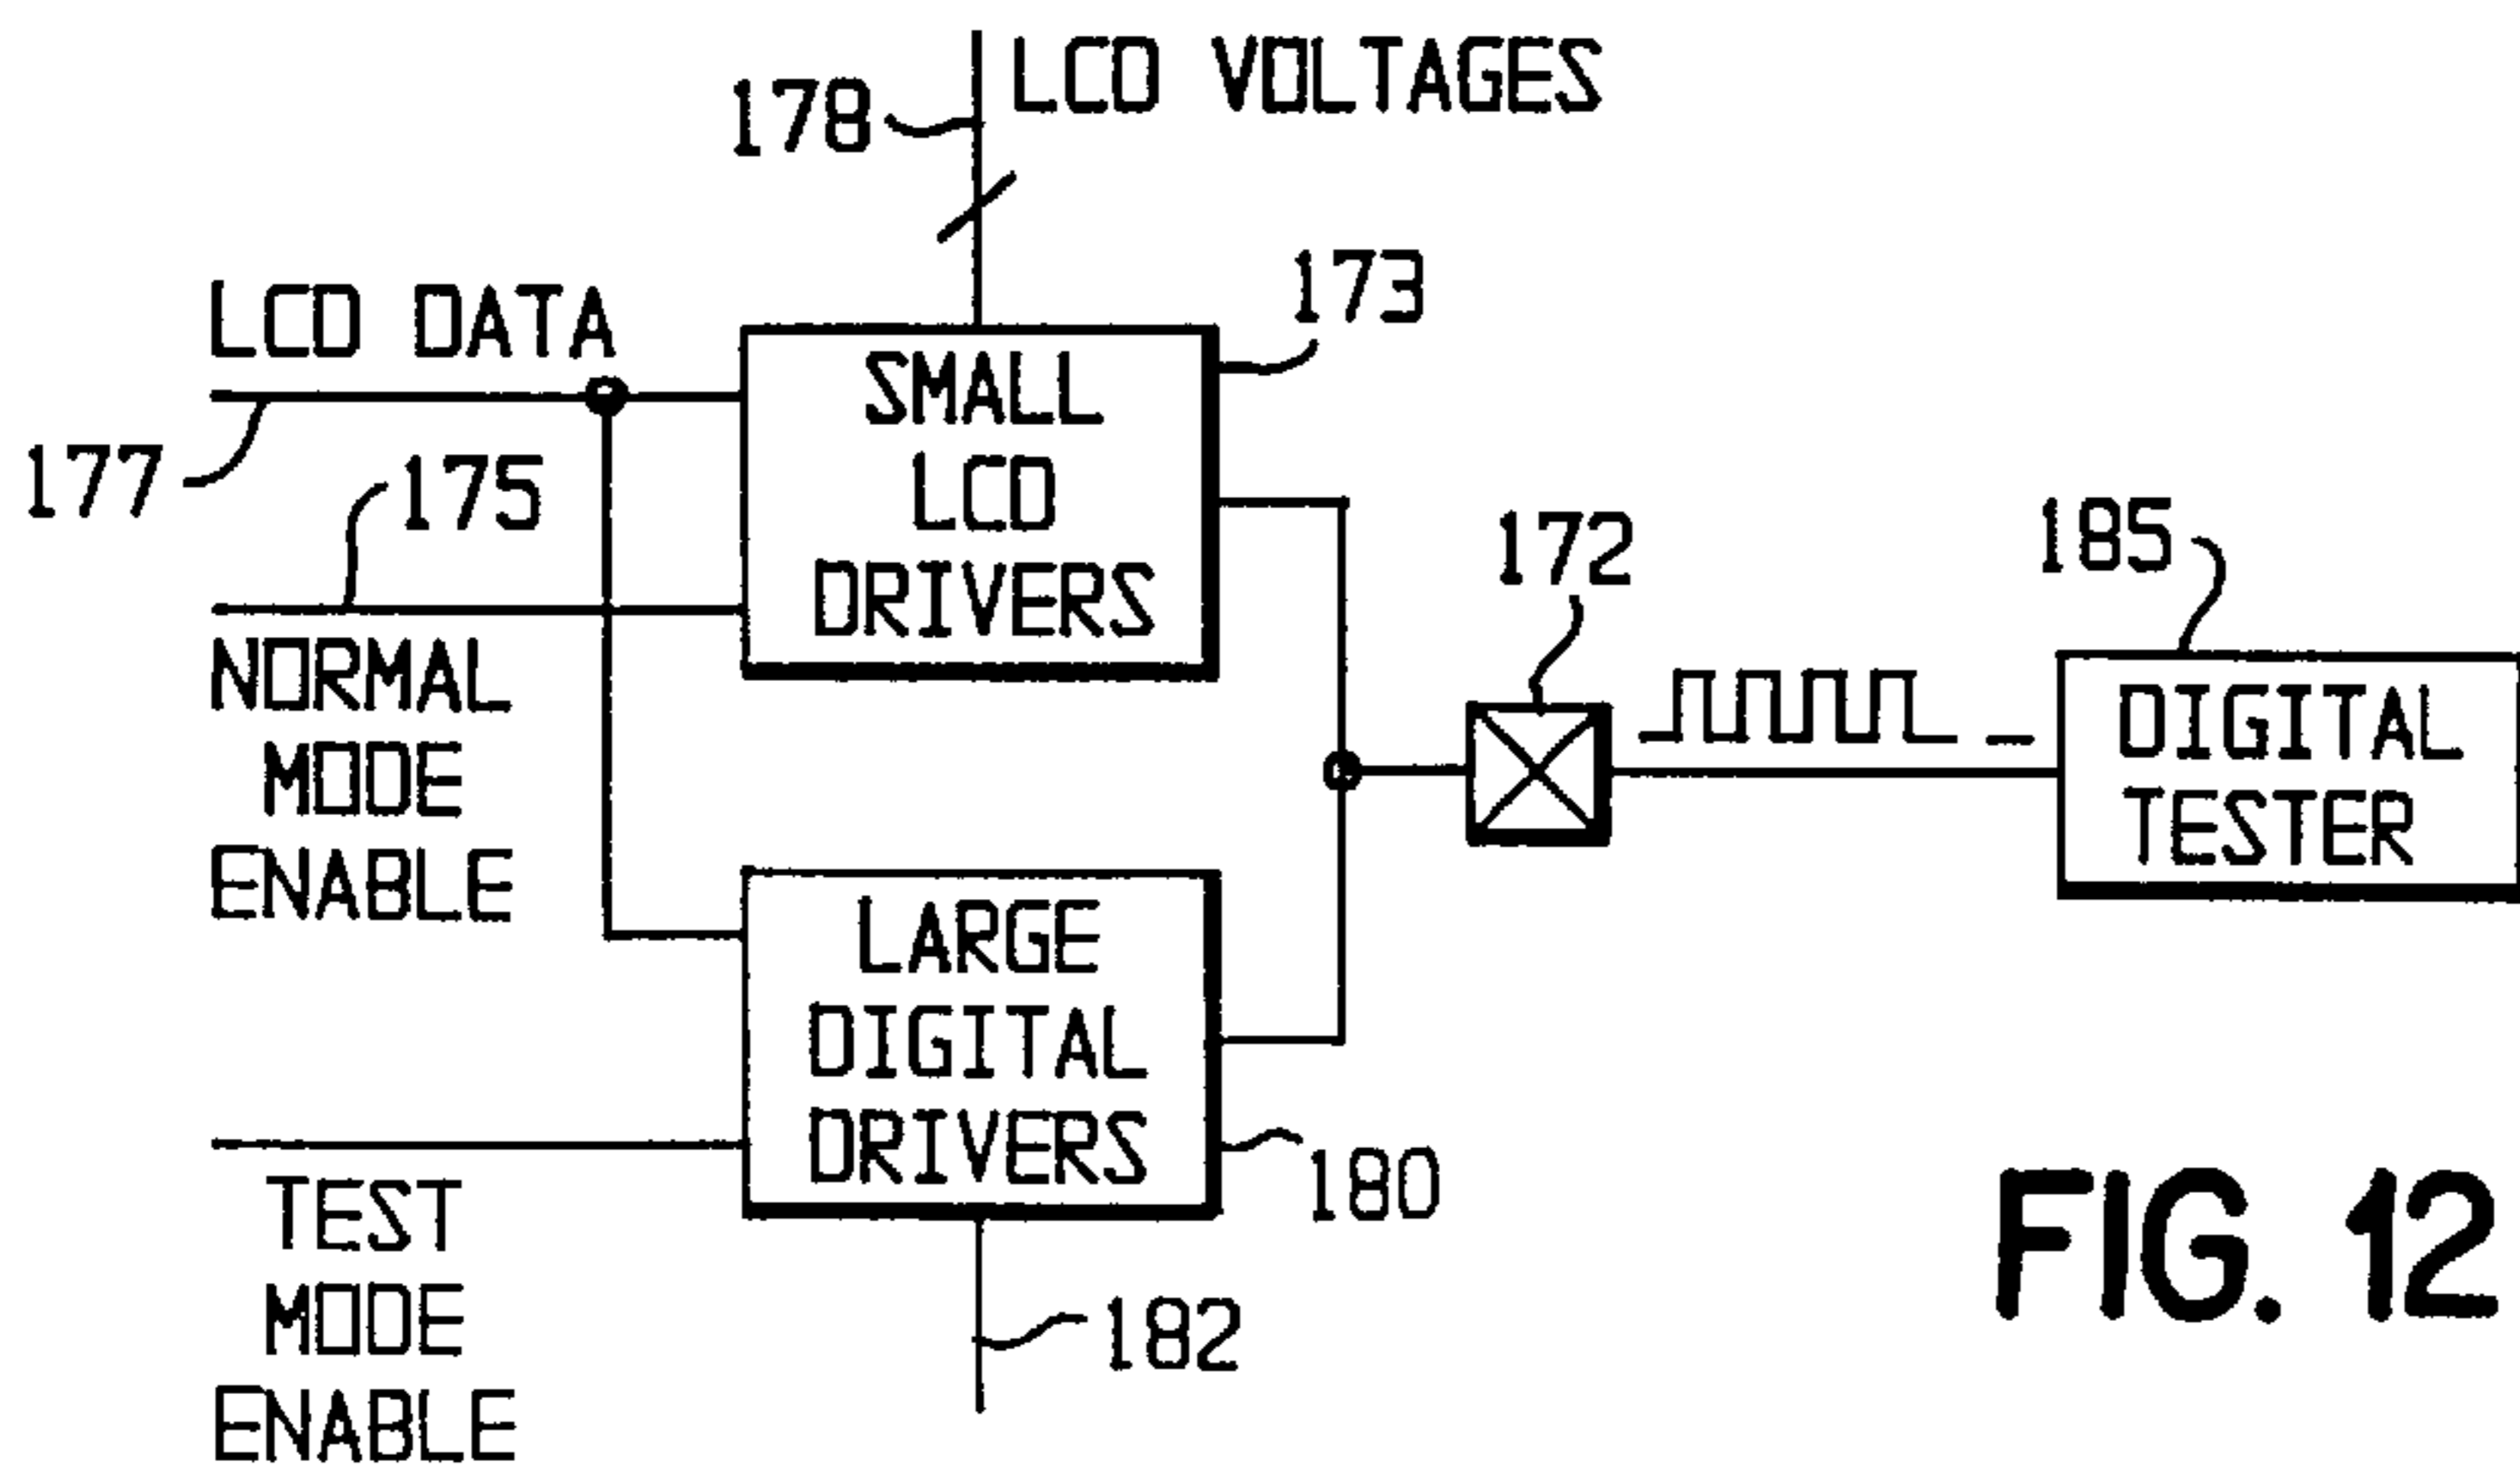 178
LCD VOLTAGES
173
LCD DATA
177
175
SMALL
LCD
DRIVERS
NORMAL
MODE
ENABLE
172
185
DIGITAL
TESTER
LARGE
DIGITAL
DRIVERS
180
TEST
MODE
ENABLE
182
FIG. 12